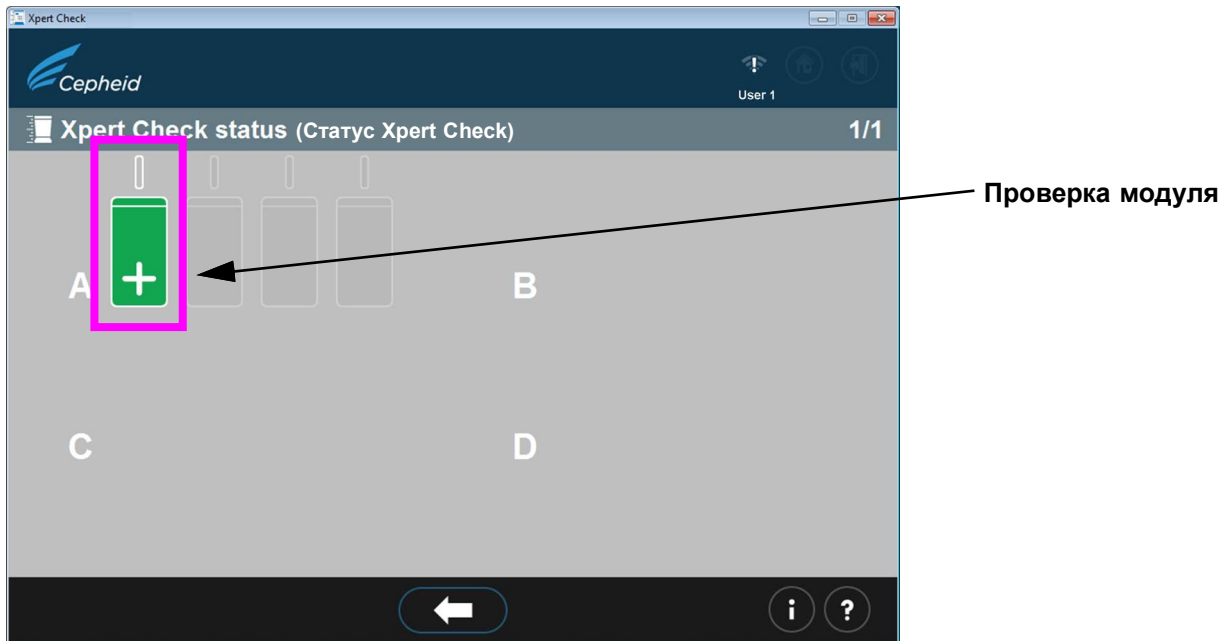 Xpert Check
Cepheid
User 1
Xpert Check status (Статус Xpert Check) 1/1
Проверка модуля
A B
C D
i ?